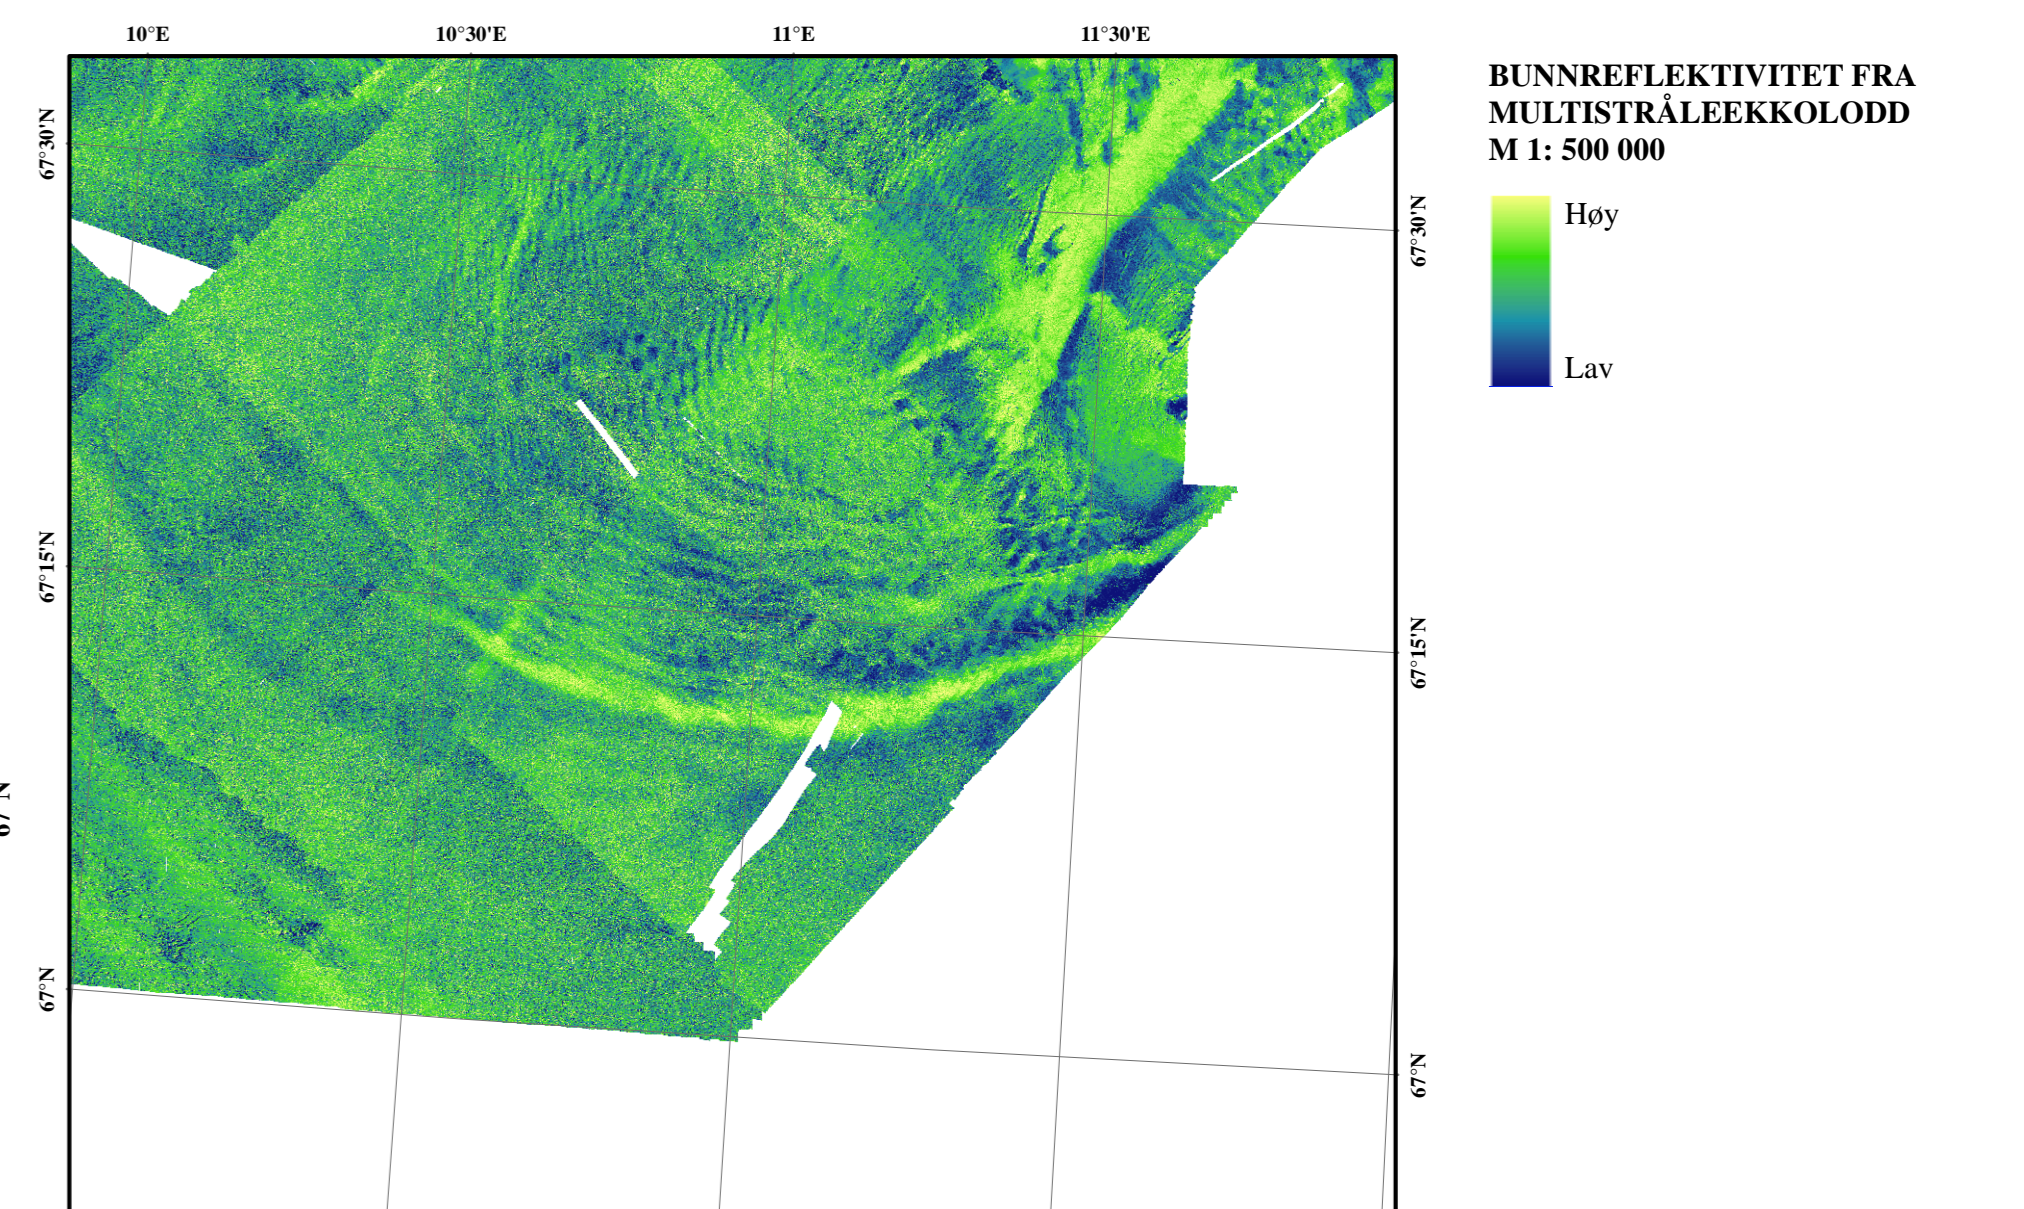 10°E 10°30'E 11°E 11°30'E
BUNNREFLEKTIVITET FRA
MULTISTRÅLEEKKOLODD
M 1: 500 000
Høy
Lav
67°30'N
67°30'N
67°15'N
67°15'N
67°N
67°N